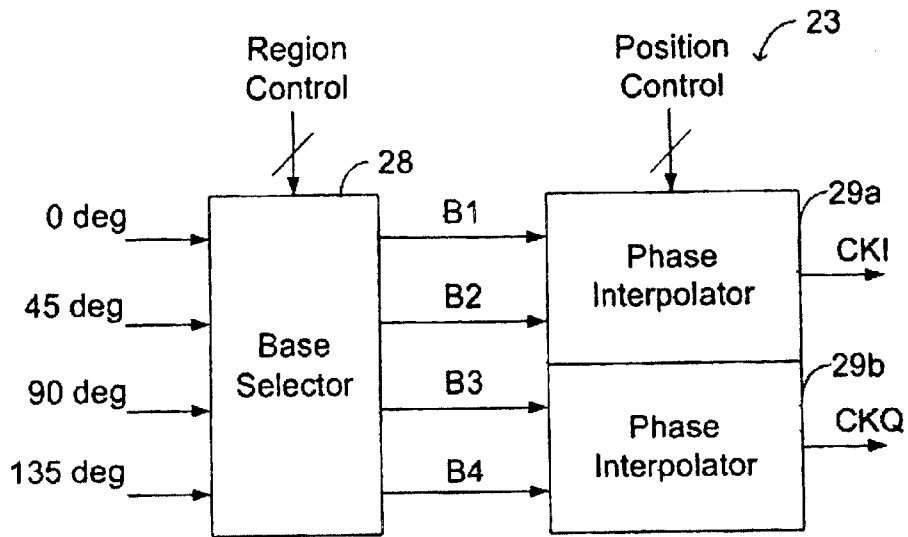 Region
Control
Position
Control
23
28
0 deg
45 deg
90 deg
135 deg
Base
Selector
B1
B2
B3
B4
29a
Phase
Interpolator
CKI
29b
Phase
Interpolator
CKQ